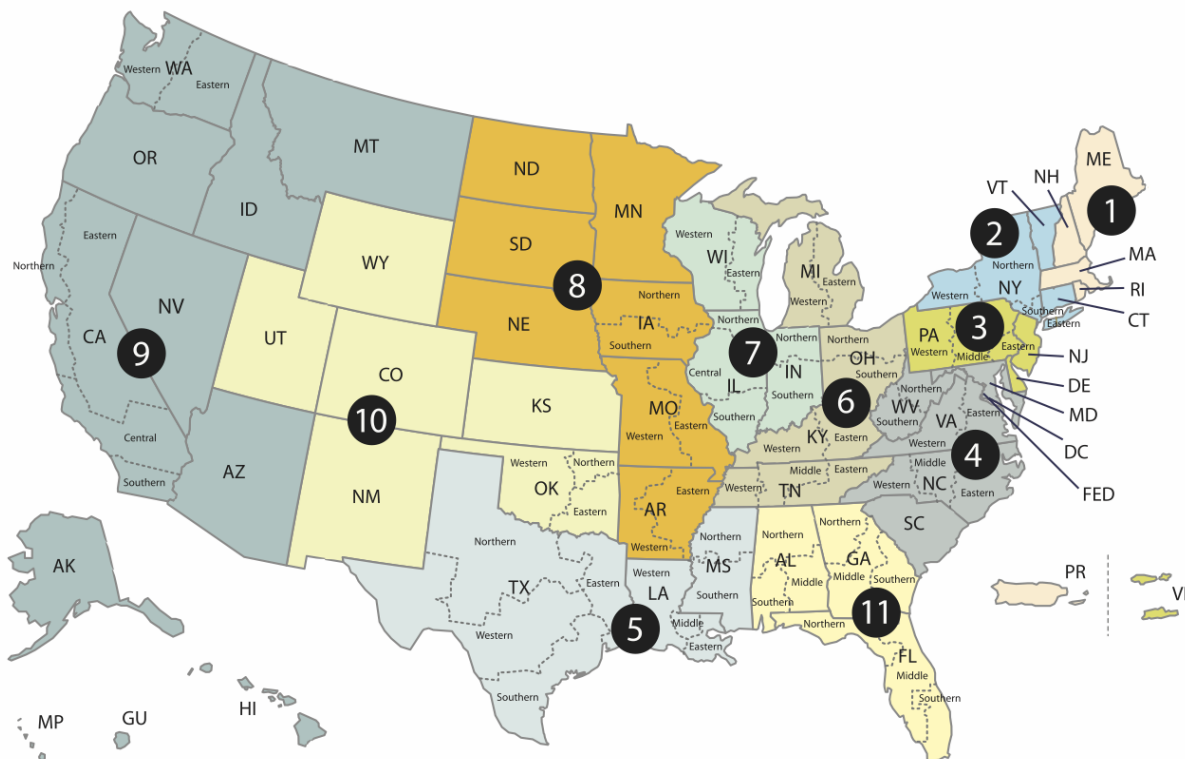 WA
Western
Eastern
MT
ND
MN
OR
ID
SD
WY
NE
8
Northern
IA
Southern
Eastern
Northern
NV
CA
9
Central
Southern
UT
CO
10
KS
AZ
NM
Western
Northern
OK
Eastern
MO
Eastern
Western
AR
Eastern
Western
Western
WI
Eastern
MI
Western
Eastern
Northern
7
Central
IL
Southern
Northern
IN
Southern
Northern
OH
Southern
6
KY
Western
Eastern
Western
Middle
Eastern
TN
ME
NH
VT
1
2
Northern
MA
Western
NY
RI
Southern
Eastern
CT
PA
3
Western
Middle
Eastern
NJ
DE
MD
DC
FED
Northern
WV
Southern
VA
Eastern
Western
4
Middle
Western
NC
Eastern
SC
Northern
TX
Eastern
Western
Southern
Western
LA
Middle
Eastern
5
Northern
MS
Southern
Northern
AL
Middle
Southern
Northern
GA
Middle
Southern
11
Northern
FL
Middle
Southern
AK
HI
GU
MP
PR
VI